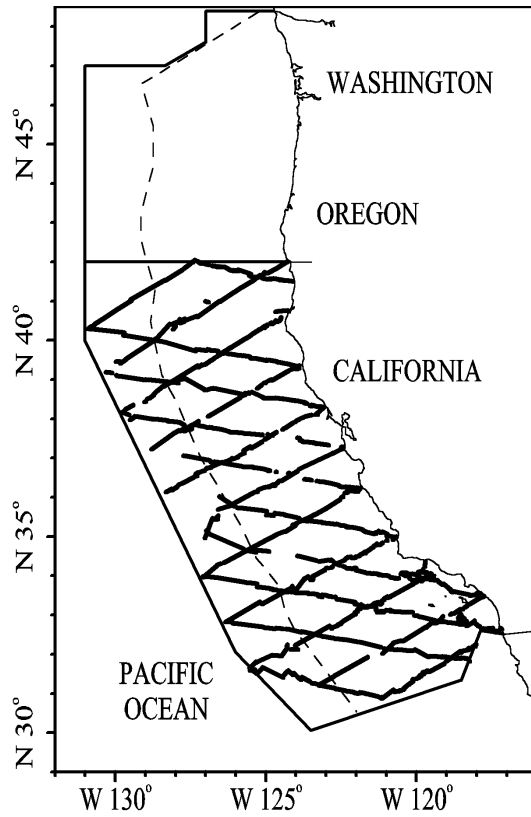 WASHINGTON
N 45°
OREGON
N 40°
CALIFORNIA
N 35°
PACIFIC
OCEAN
N 30°
W 130° W 125° W 120°